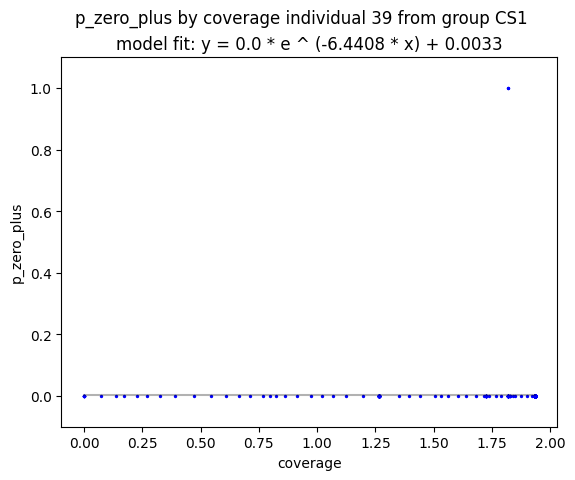 p_zero_plus by coverage individual 39 from group CS1
model fit: y = 0.0 * e ^ (-6.4408 * x) + 0.0033
1.0
0.8
0.6
0.4
0.2
0.0
p_zero_plus
0.00 0.25 0.50 0.75 1.00 1.25 1.50 1.75 2.00
coverage